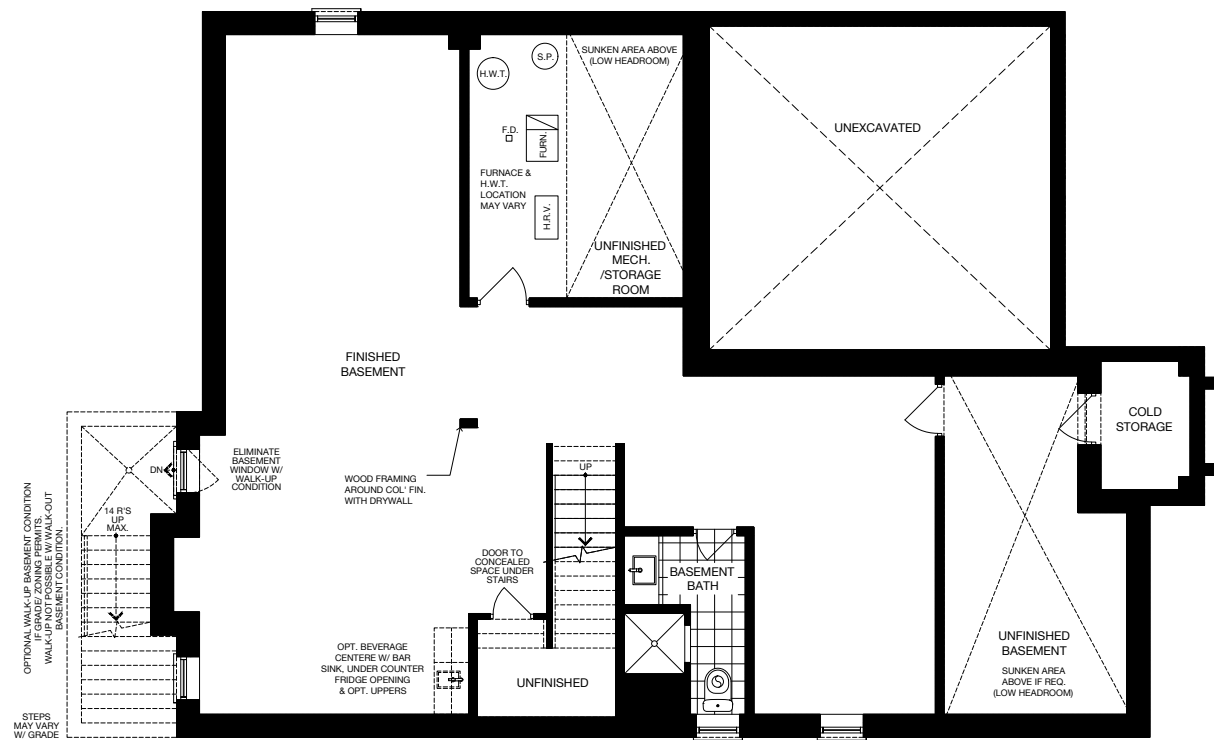 SUNKEN AREA ABOVE
(LOW HEADROOM)
S.P.
H.W.T.
F.D.
FURN.
FURNACE &
H.W.T.
LOCATION
MAY VARY
H.R.V.
UNFINISHED
MECH.
/STORAGE
ROOM
UNEXCAVATED
FINISHED
BASEMENT
COLD
STORAGE
ELIMINATE
BASEMENT
WINDOW W/
WALK-UP
CONDITION
DN
14 R'S
UP
MAX.
OPTIONAL WALK-UP BASEMENT CONDITION
IF GRADE/ ZONING PERMITS.
WALK-UP NOT POSSIBLE W/ WALK-OUT
BASEMENT CONDITION.
WOOD FRAMING
AROUND COL' FIN.
WITH DRYWALL
UP
DOOR TO
CONCEALED
SPACE UNDER
STAIRS
BASEMENT
BATH
OPT. BEVERAGE
CENTERE W/ BAR
SINK, UNDER COUNTER
FRIDGE OPENING
& OPT. UPPERS
UNFINISHED
UNFINISHED
BASEMENT
SUNKEN AREA
ABOVE IF REQ.
(LOW HEADROOM)
STEPS
MAY VARY
W/ GRADE